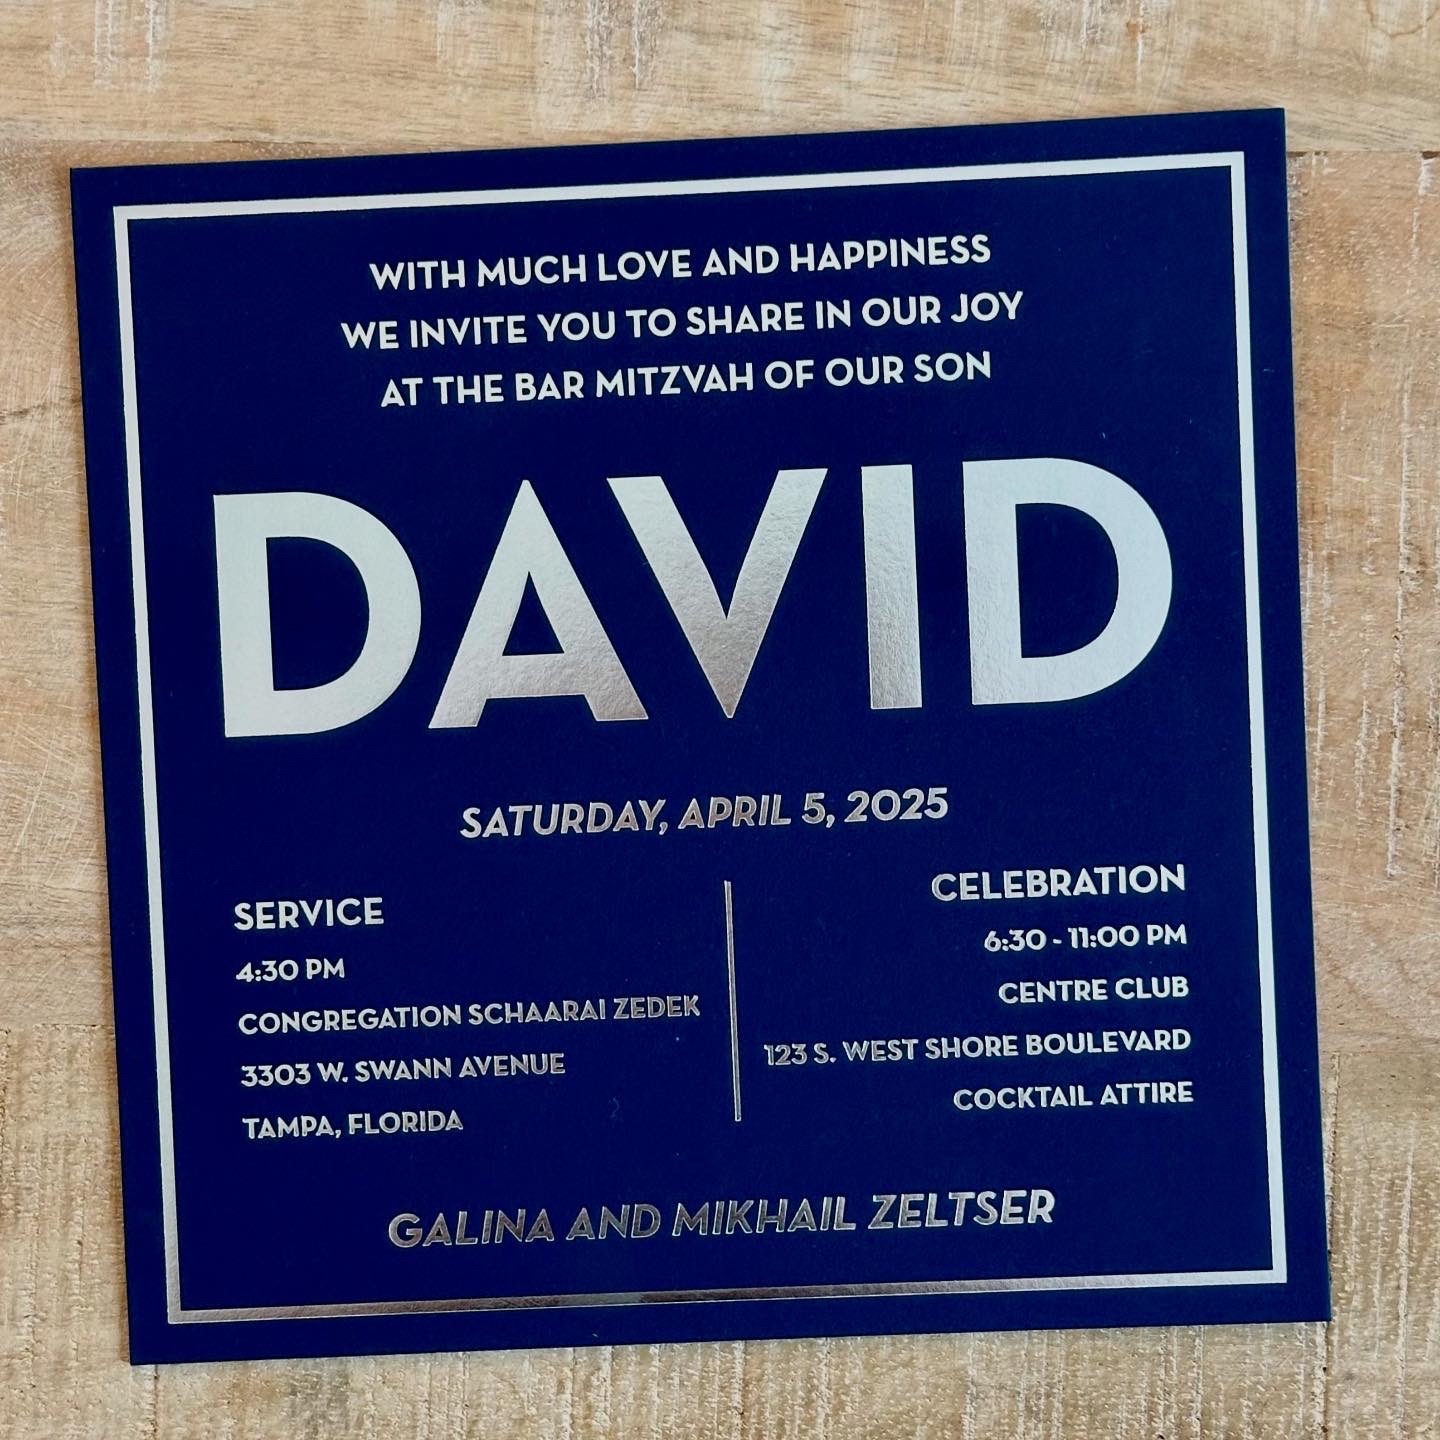 WITH MUCH LOVE AND HAPPINESS
WE INVITE YOU TO SHARE IN OUR JOY
AT THE BAR MITZVAH OF OUR SON
DAVID
SATURDAY, APRIL 5, 2025
SERVICE
4:30 PM
CONGREGATION SCHAARAI ZEDEK
3303 W. SWANN AVENUE
TAMPA, FLORIDA
CELEBRATION
6:30 - 11:00 PM
CENTRE CLUB
123 S. WEST SHORE BOULEVARD
COCKTAIL ATTIRE
GALINA AND MIKHAIL ZELTSER